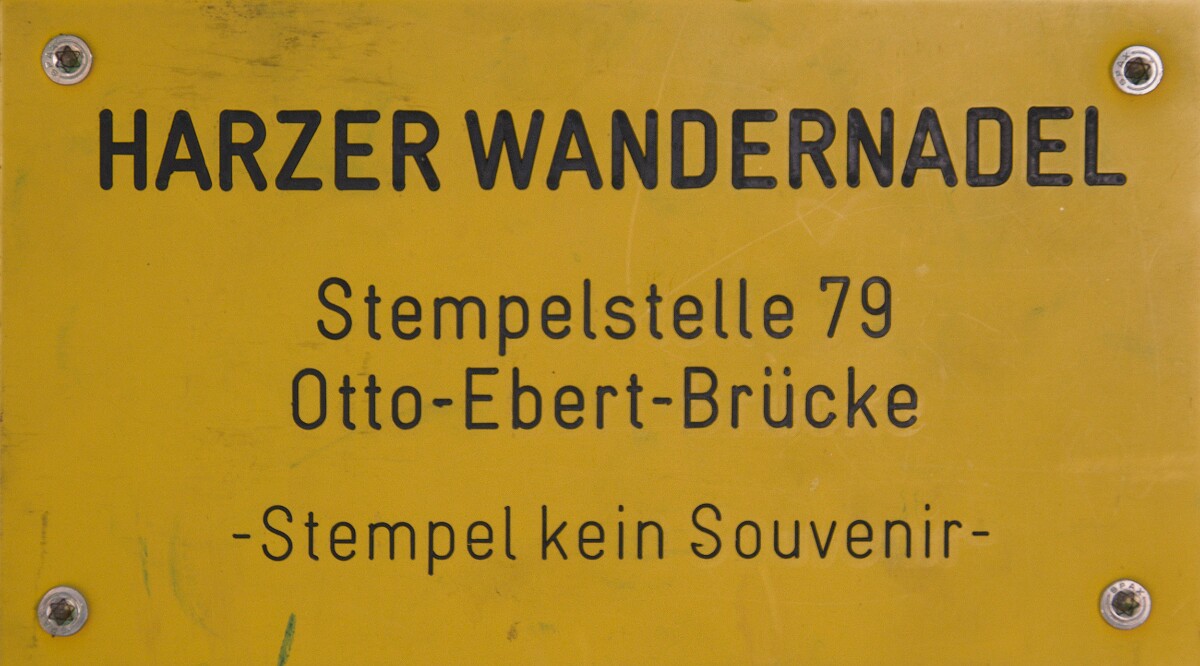 HARZER WANDERNADEL
Stempelstelle 79
Otto-Ebert-Brücke
-Stempel kein Souvenir-